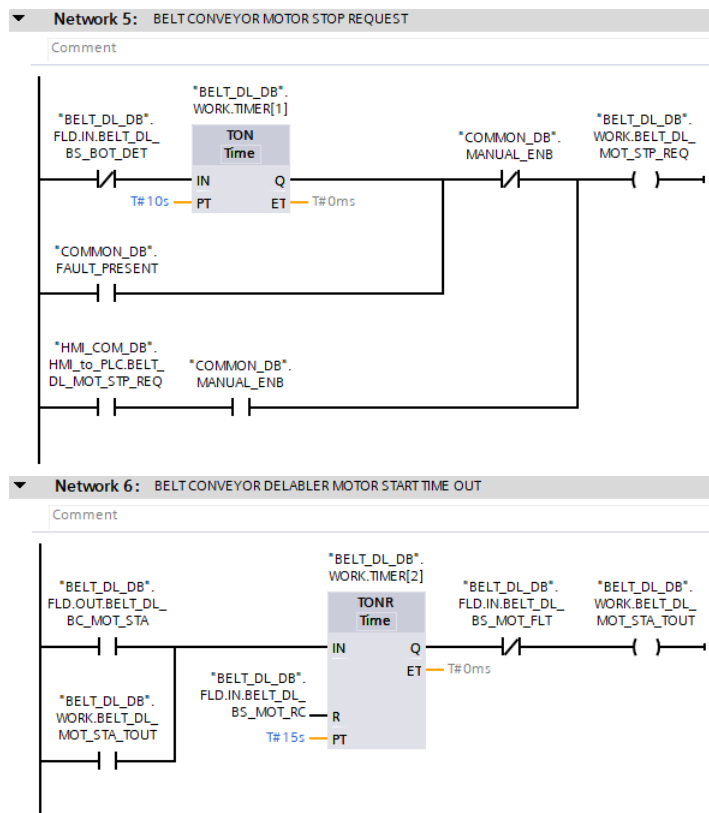 Network 5: BELT CONVEYOR MOTOR STOP REQUEST
Comment
"BELT_DL_DB".
WORK.TIMER[1]
"BELT_DL_DB".
FLD.IN.BELT_DL_
BS_BOT_DET
TON
Time
"COMMON_DB".
MANUAL_ENB
"BELT_DL_DB".
WORK.BELT_DL_
MOT_STP_REQ
IN
Q
T#10s
PT
ET
T#0ms
"COMMON_DB".
FAULT_PRESENT
"HMI_COM_DB".
HMI_to_PLC.BELT_
DL_MOT_STP_REQ
"COMMON_DB".
MANUAL_ENB
Network 6: BELT CONVEYOR DELABLER MOTOR START TIME OUT
Comment
"BELT_DL_DB".
WORK.TIMER[2]
"BELT_DL_DB".
FLD.OUT.BELT_DL_
BC_MOT_STA
TONR
Time
"BELT_DL_DB".
FLD.IN.BELT_DL_
BS_MOT_FLT
"BELT_DL_DB".
WORK.BELT_DL_
MOT_STA_TOUT
IN
Q
ET
T#0ms
"BELT_DL_DB".
FLD.IN.BELT_DL_
BS_MOT_RC
R
T#15s
PT
"BELT_DL_DB".
WORK.BELT_DL_
MOT_STA_TOUT